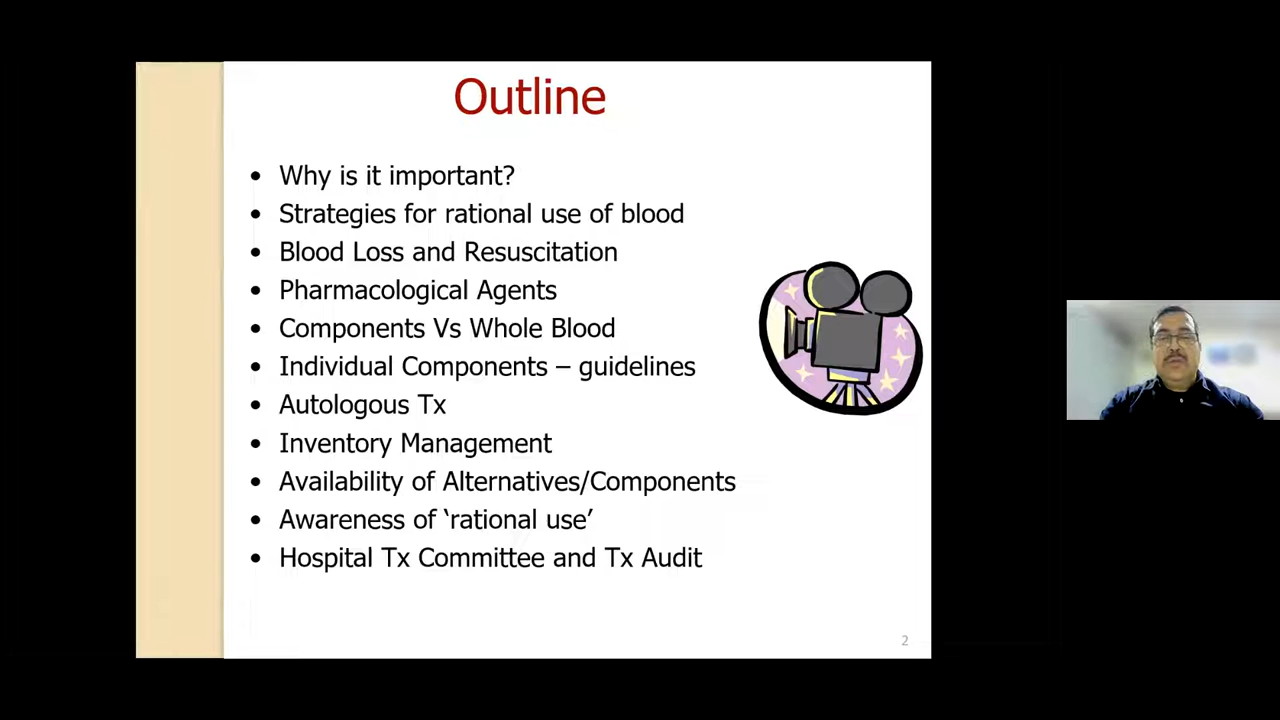 Outline
• Why is it important?
• Strategies for rational use of blood
• Blood Loss and Resuscitation
• Pharmacological Agents
• Components Vs Whole Blood
• Individual Components – guidelines
• Autologous Tx
• Inventory Management
• Availability of Alternatives/Components
• Awareness of ‘rational use’
• Hospital Tx Committee and Tx Audit
2